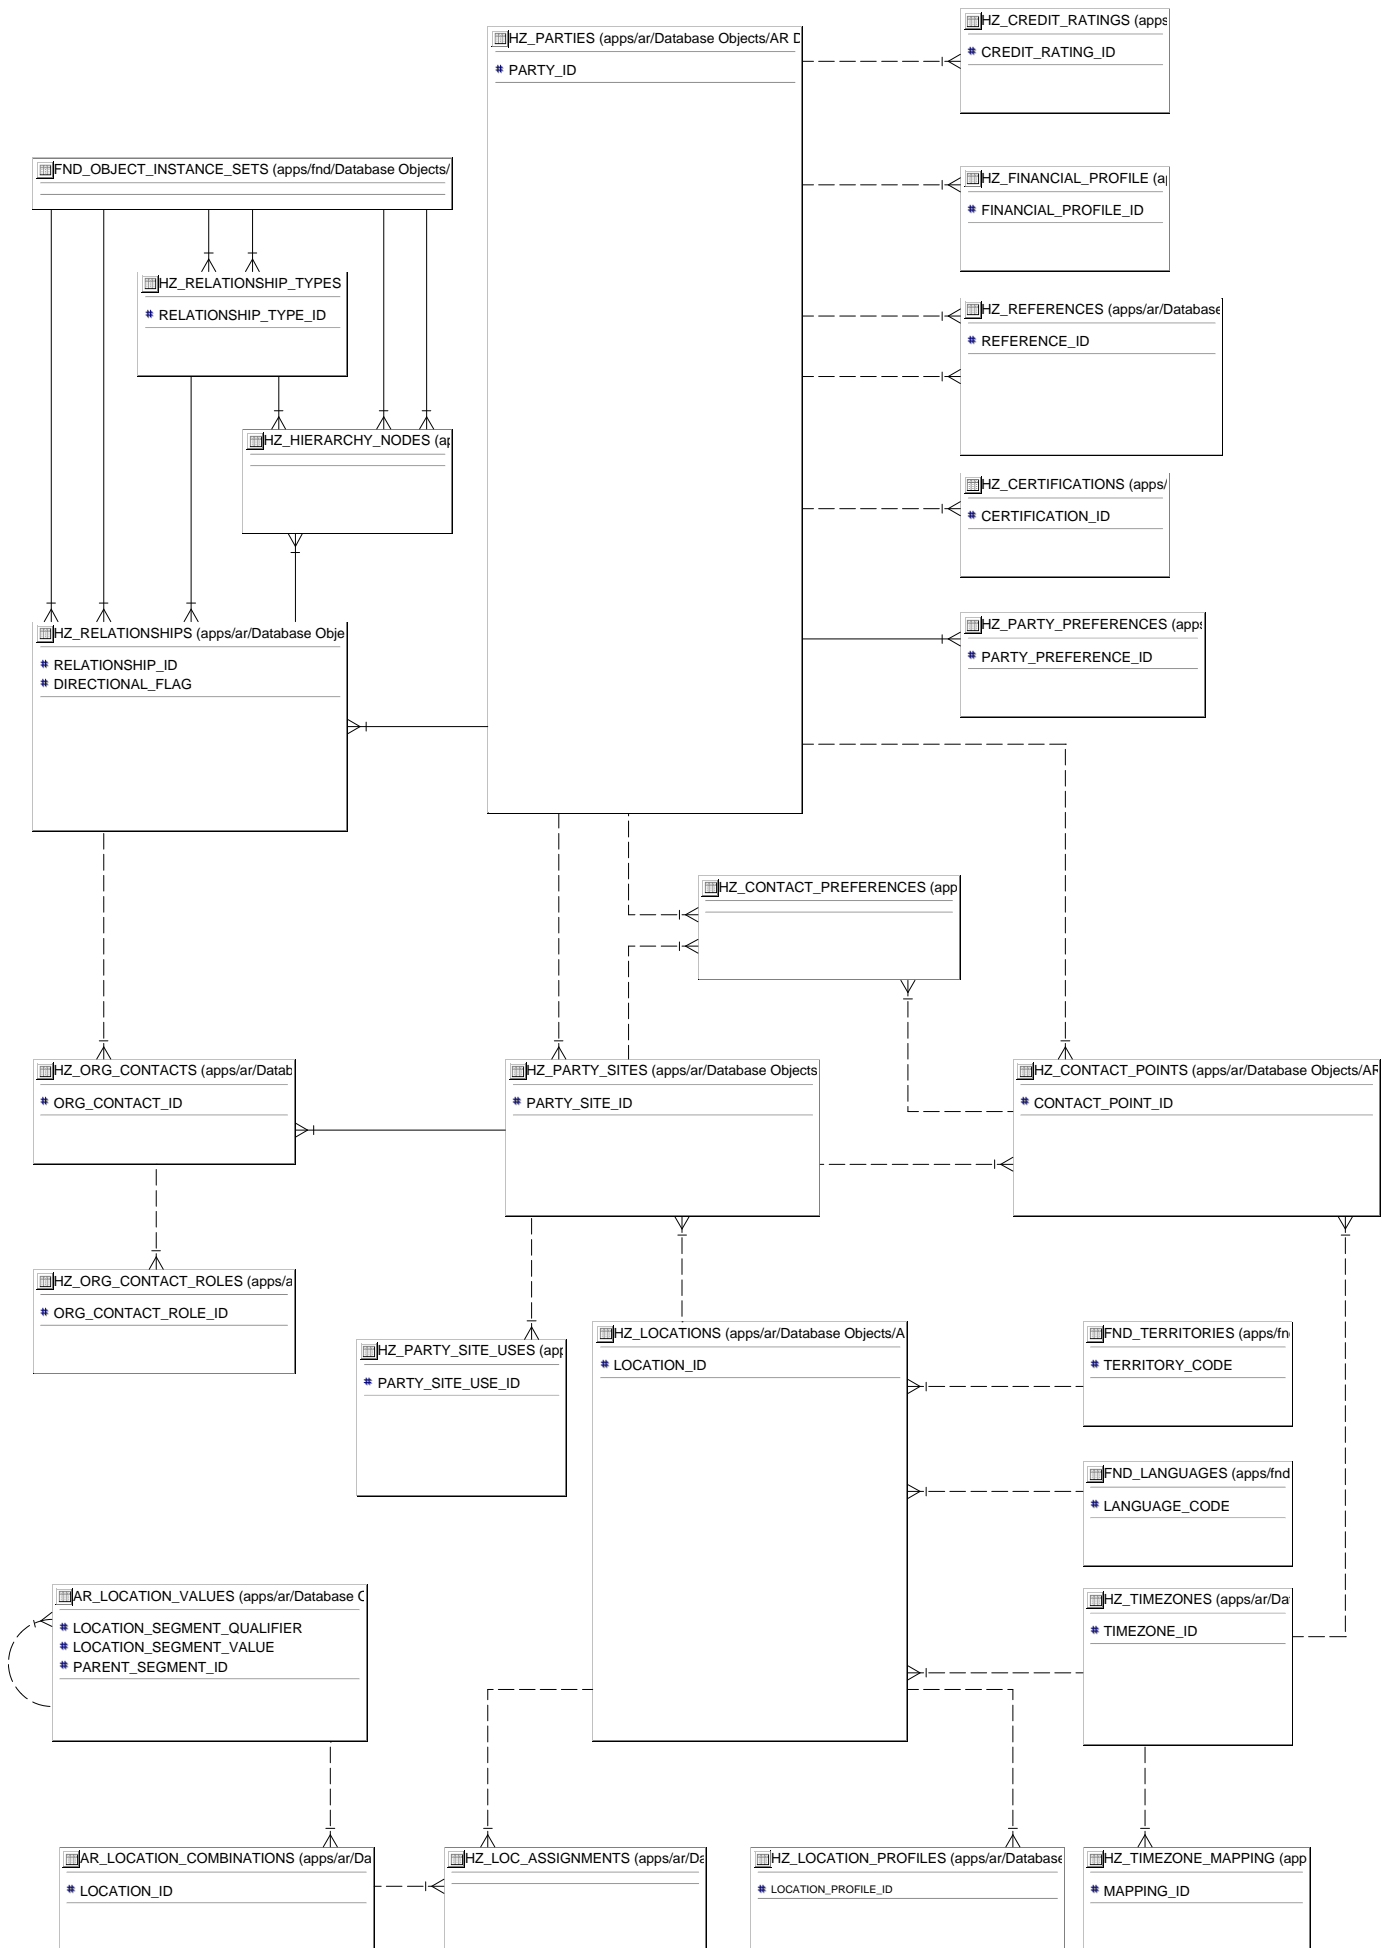 HZ_PARTIES (apps/ar/Database Objects/AR D
# PARTY_ID
HZ_CREDIT_RATINGS (apps
# CREDIT_RATING_ID
FND_OBJECT_INSTANCE_SETS (apps/fnd/Database Objects/
HZ_FINANCIAL_PROFILE (a
# FINANCIAL_PROFILE_ID
HZ_RELATIONSHIP_TYPES
# RELATIONSHIP_TYPE_ID
HZ_REFERENCES (apps/ar/Database
# REFERENCE_ID
HZ_HIERARCHY_NODES (a
HZ_CERTIFICATIONS (apps/
# CERTIFICATION_ID
HZ_RELATIONSHIPS (apps/ar/Database Obje
# RELATIONSHIP_ID
# DIRECTIONAL_FLAG
HZ_PARTY_PREFERENCES (apps
# PARTY_PREFERENCE_ID
HZ_CONTACT_PREFERENCES (app
HZ_ORG_CONTACTS (apps/ar/Datab
# ORG_CONTACT_ID
HZ_PARTY_SITES (apps/ar/Database Objects
# PARTY_SITE_ID
HZ_CONTACT_POINTS (apps/ar/Database Objects/AR
# CONTACT_POINT_ID
HZ_ORG_CONTACT_ROLES (apps/a
# ORG_CONTACT_ROLE_ID
HZ_PARTY_SITE_USES (app
# PARTY_SITE_USE_ID
HZ_LOCATIONS (apps/ar/Database Objects/A
# LOCATION_ID
FND_TERRITORIES (apps/fn
# TERRITORY_CODE
FND_LANGUAGES (apps/fnd
# LANGUAGE_CODE
AR_LOCATION_VALUES (apps/ar/Database O
# LOCATION_SEGMENT_QUALIFIER
# LOCATION_SEGMENT_VALUE
# PARENT_SEGMENT_ID
HZ_TIMEZONES (apps/ar/Da
# TIMEZONE_ID
AR_LOCATION_COMBINATIONS (apps/ar/Da
# LOCATION_ID
HZ_LOC_ASSIGNMENTS (apps/ar/Da
HZ_LOCATION_PROFILES (apps/ar/Database
# LOCATION_PROFILE_ID
HZ_TIMEZONE_MAPPING (app
# MAPPING_ID